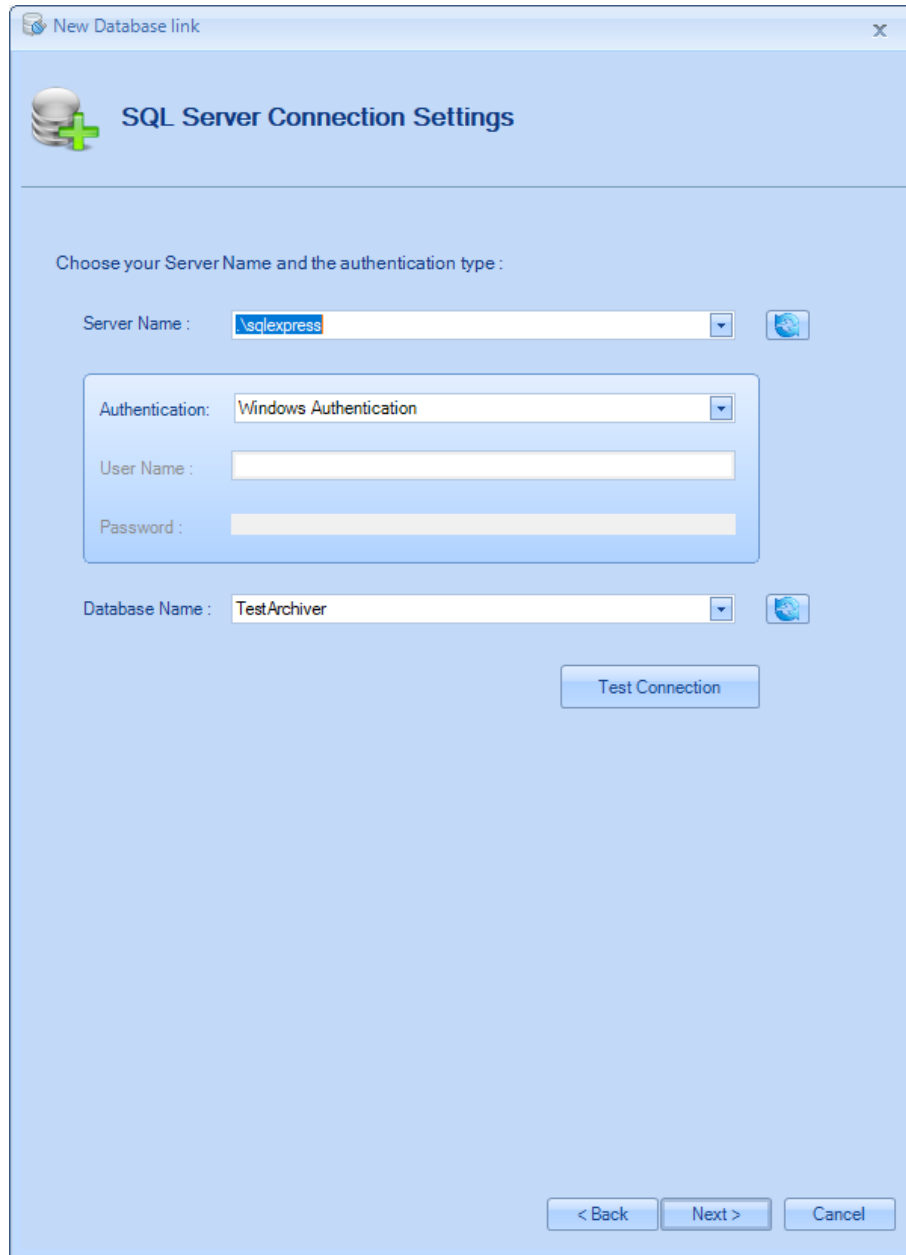 New Database link
x
SQL Server Connection Settings
Choose your Server Name and the authentication type :
Server Name : .\sqlexpress
Authentication: Windows Authentication
User Name :
Password :
Database Name : TestArchiver
Test Connection
< Back Next > Cancel